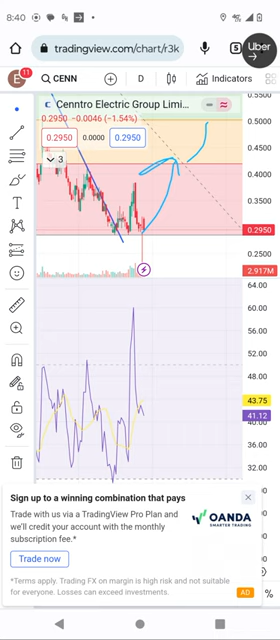 8:40
tradingview.com/chart/r3k
Uber
E 11 CENN D Indicators
Cenntro Electric Group Limi...
0.2950 −0.0046 (−1.54%)
0.2950 0.0000 0.2950
3
0.5000
0.4500
0.4000
0.3500
0.2950
0.2500
2.917M
64.00
60.00
56.00
52.00
48.00
43.75
41.12
36.00
32.00
Sign up to a winning combination that pays
Trade with us via a TradingView Pro Plan and we'll credit your account with the monthly subscription fee.*
OANDA
SMARTER TRADING
Trade now
*Terms apply. Trading FX on margin is high risk and not suitable for everyone. Losses can exceed investments.
AD
%